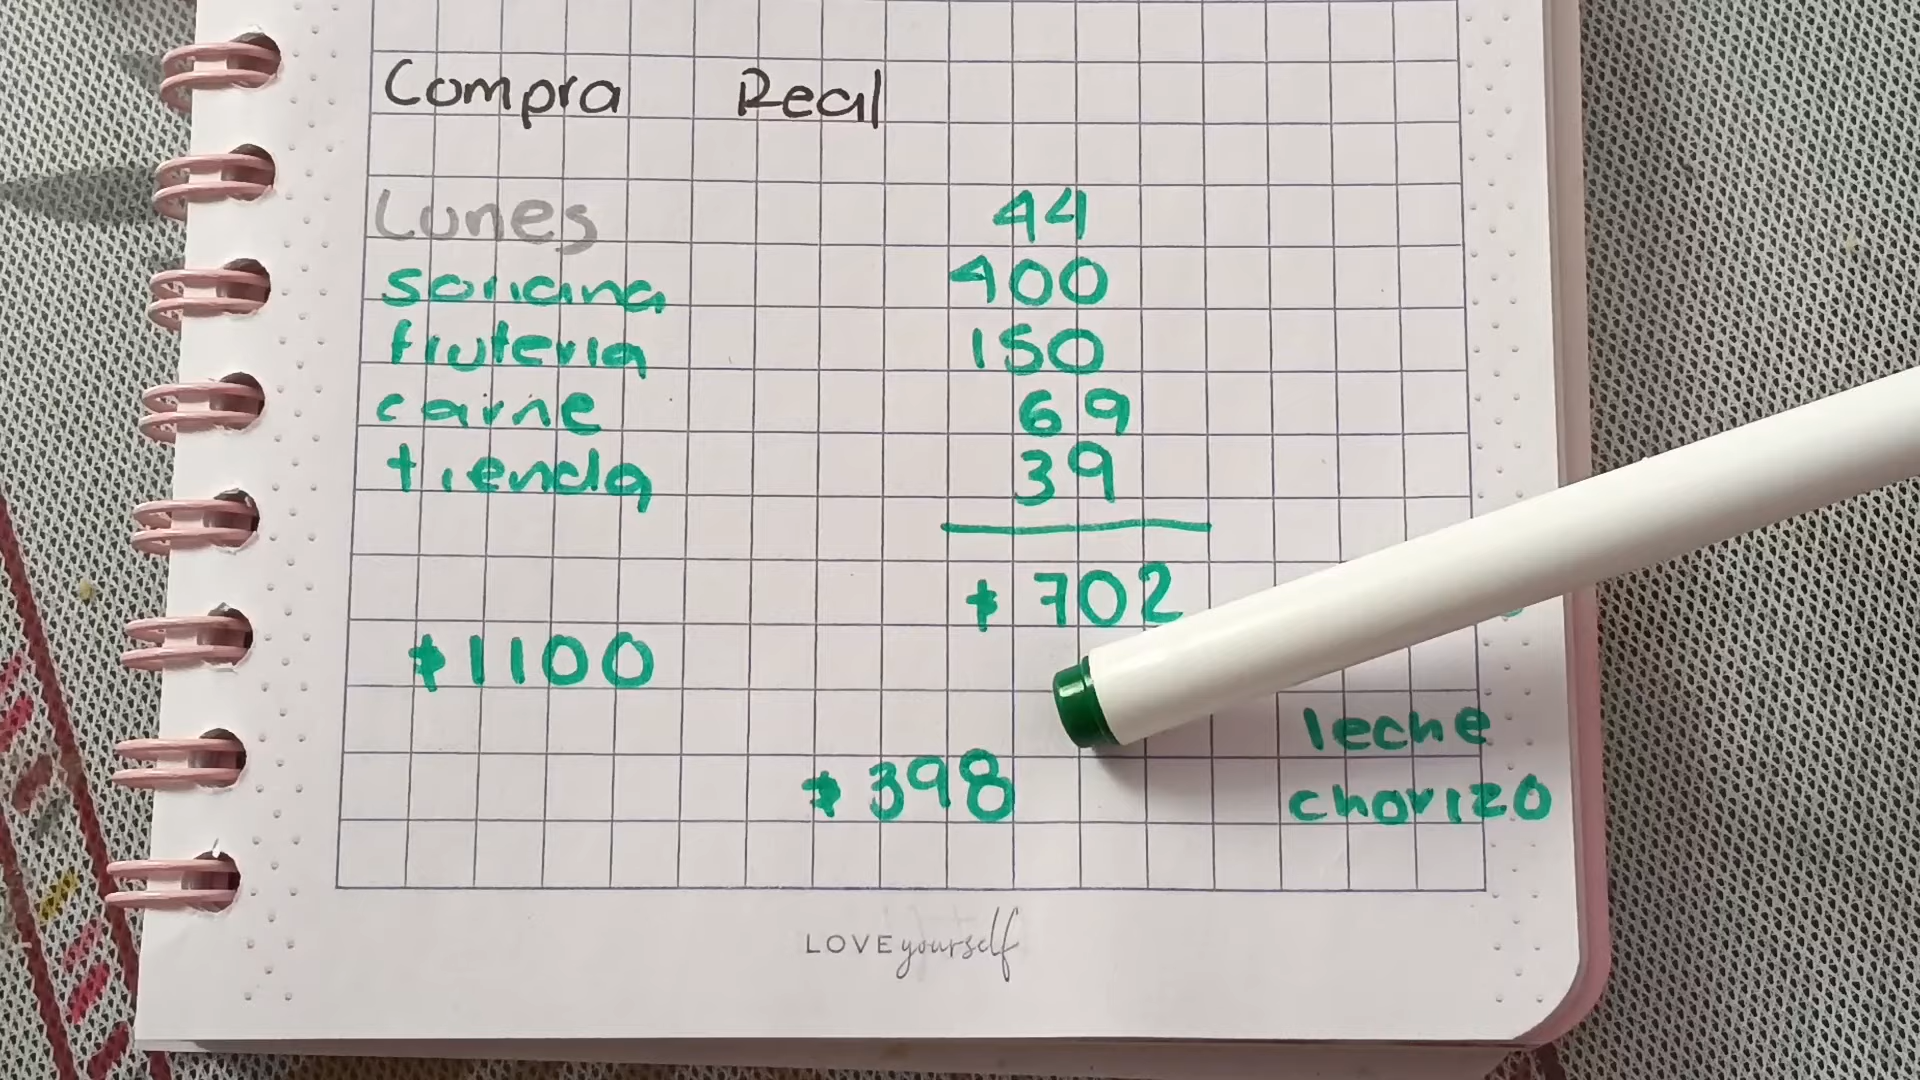 Compra Real
Lunes 44
soriana 400
fruteria 150
carne 69
tienda 39
$ 702
$1100
leche
$ 398
chorizo
LOVE yourself